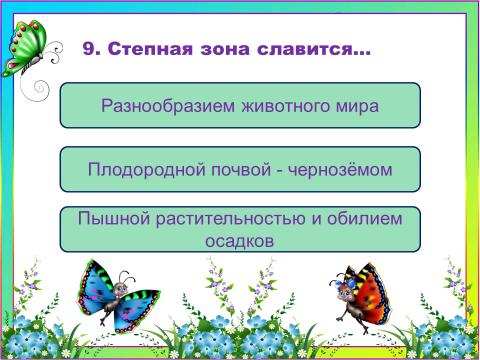 9. Степная зона славится...
Разнообразием животного мира
Плодородной почвой - чернозёмом
Пышной растительностью и обилием
осадков